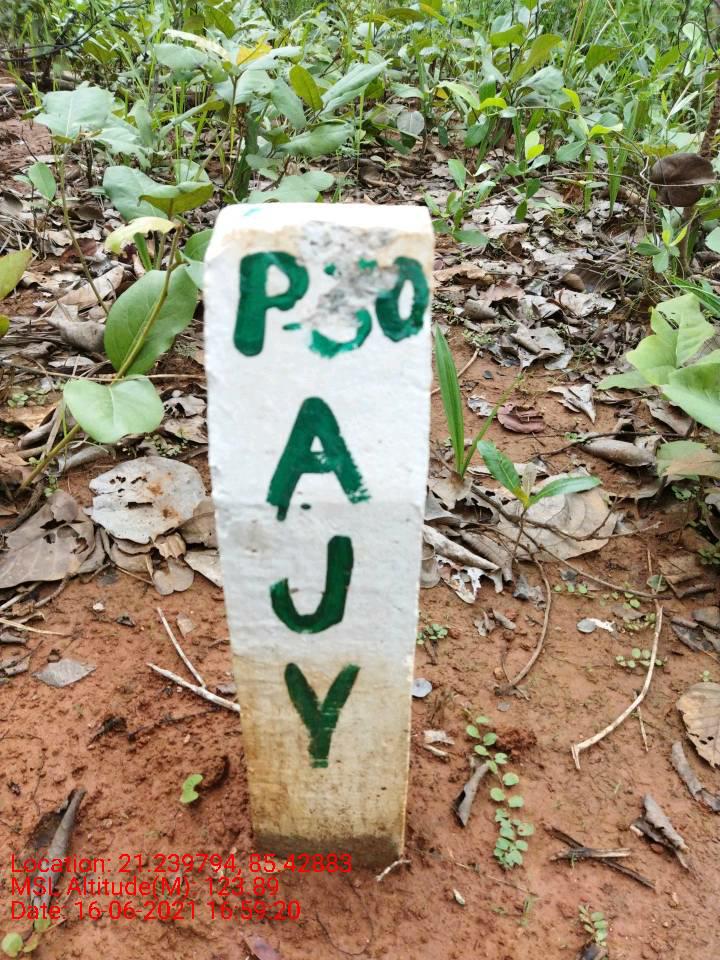 A
J
Y
Location: 21.239794, 85.42883
MSL Altitude(M): 123.89
Date: 16-06-2021 16:59:20